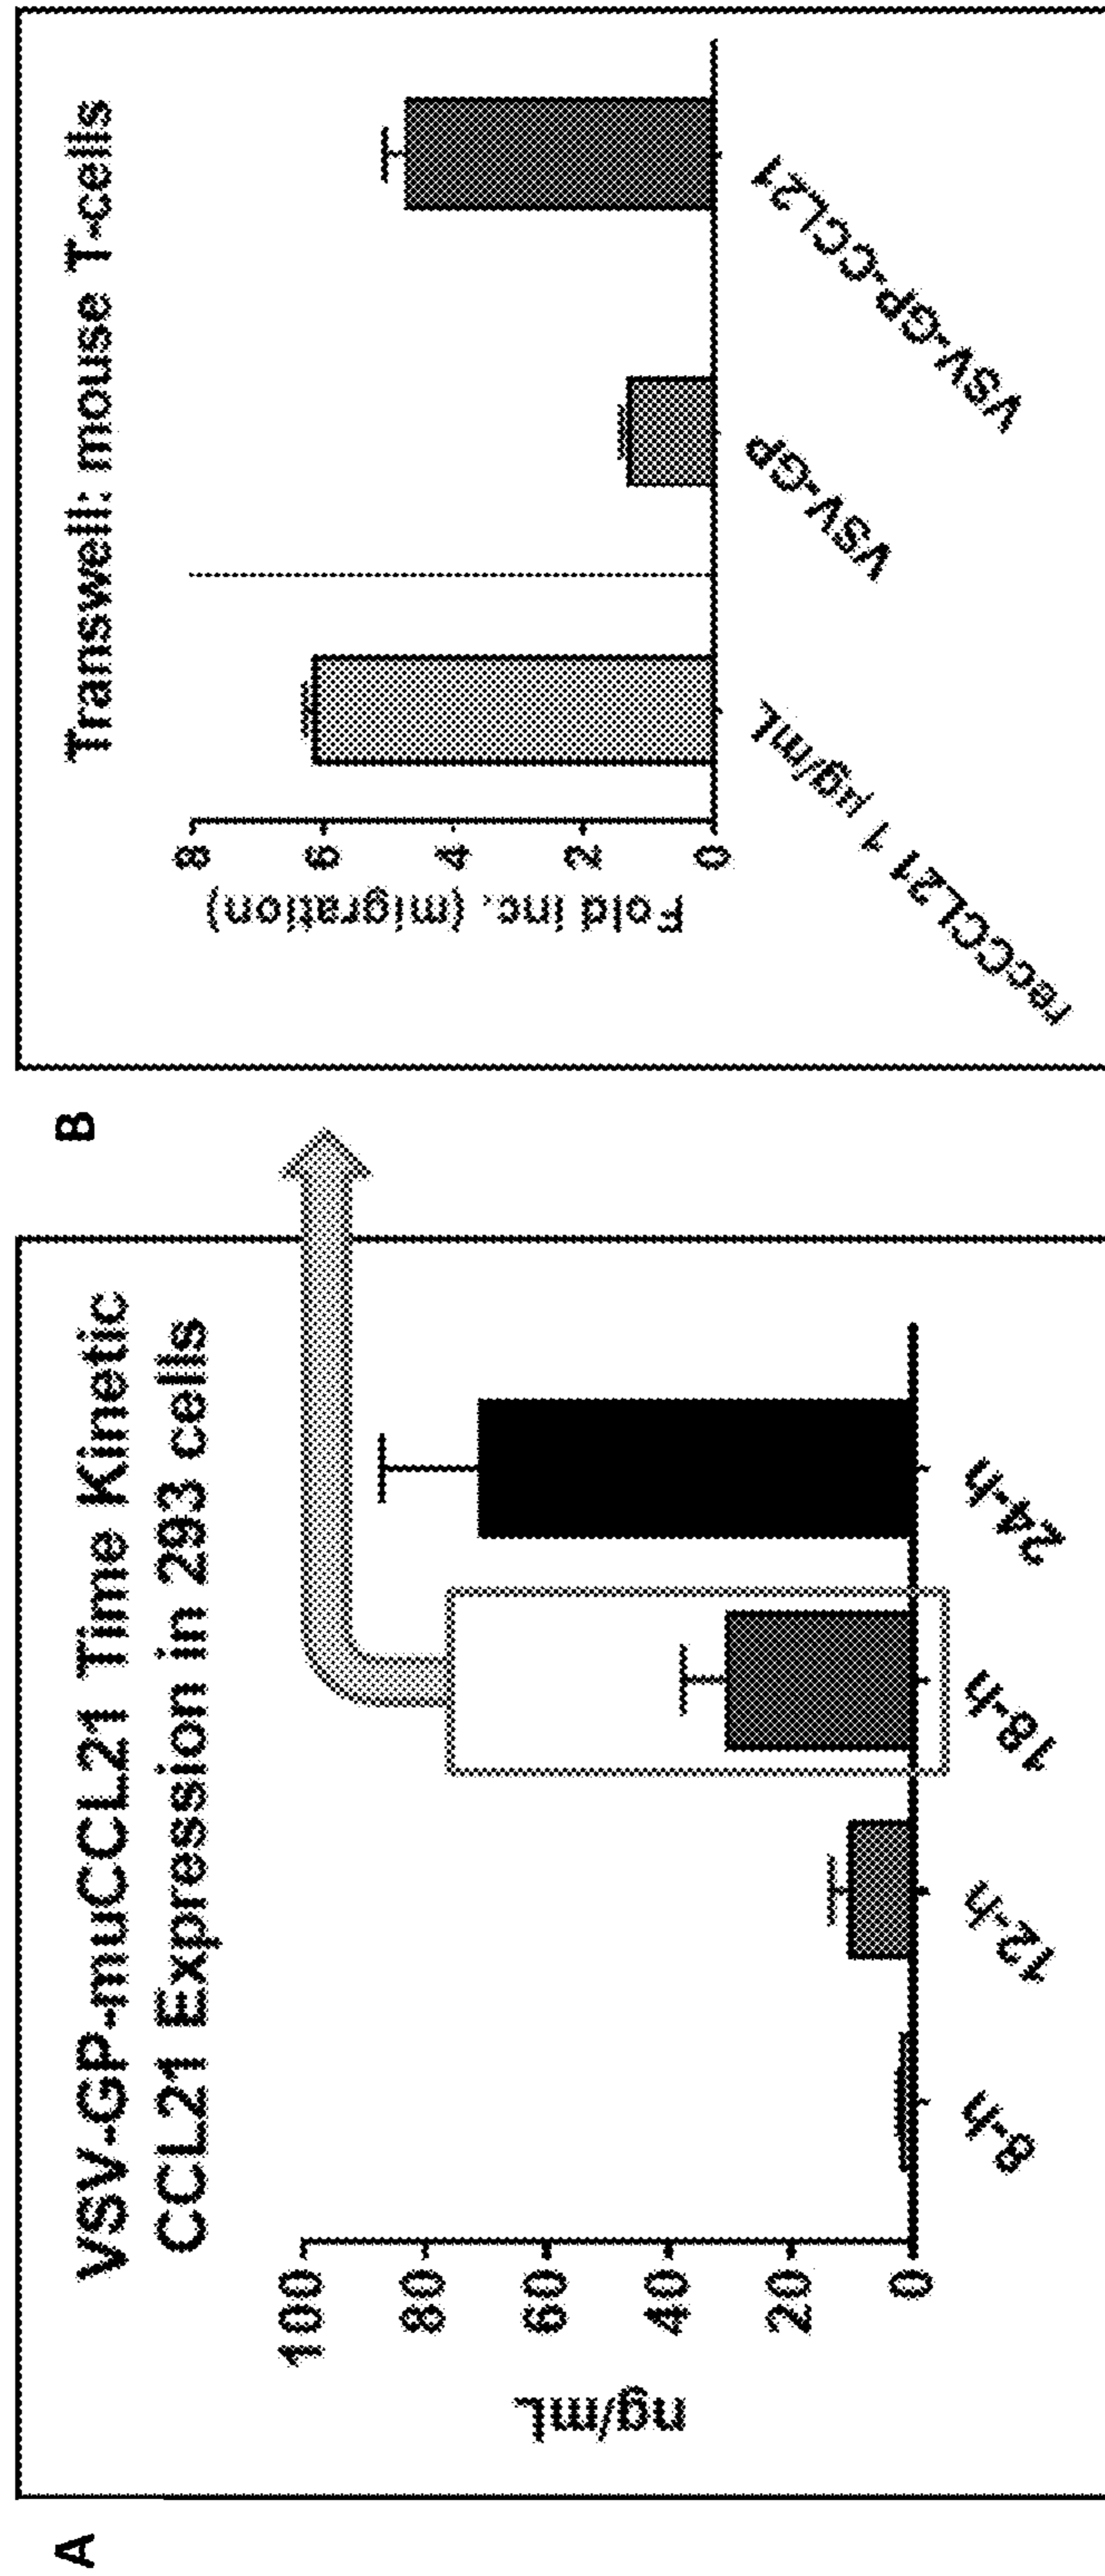 A
VSV-GP-muCCL21 Time Kinetic
CCL21 Expression in 293 cells
ng/mL
100
80
60
40
20
0
8-h
12-h
18-h
24-h
B
Transwell: mouse T-cells
Fold inc. (migration)
8
6
4
2
0
recCCL21 1 µg/mL
VSV-GP
VSV-GP-CCL21